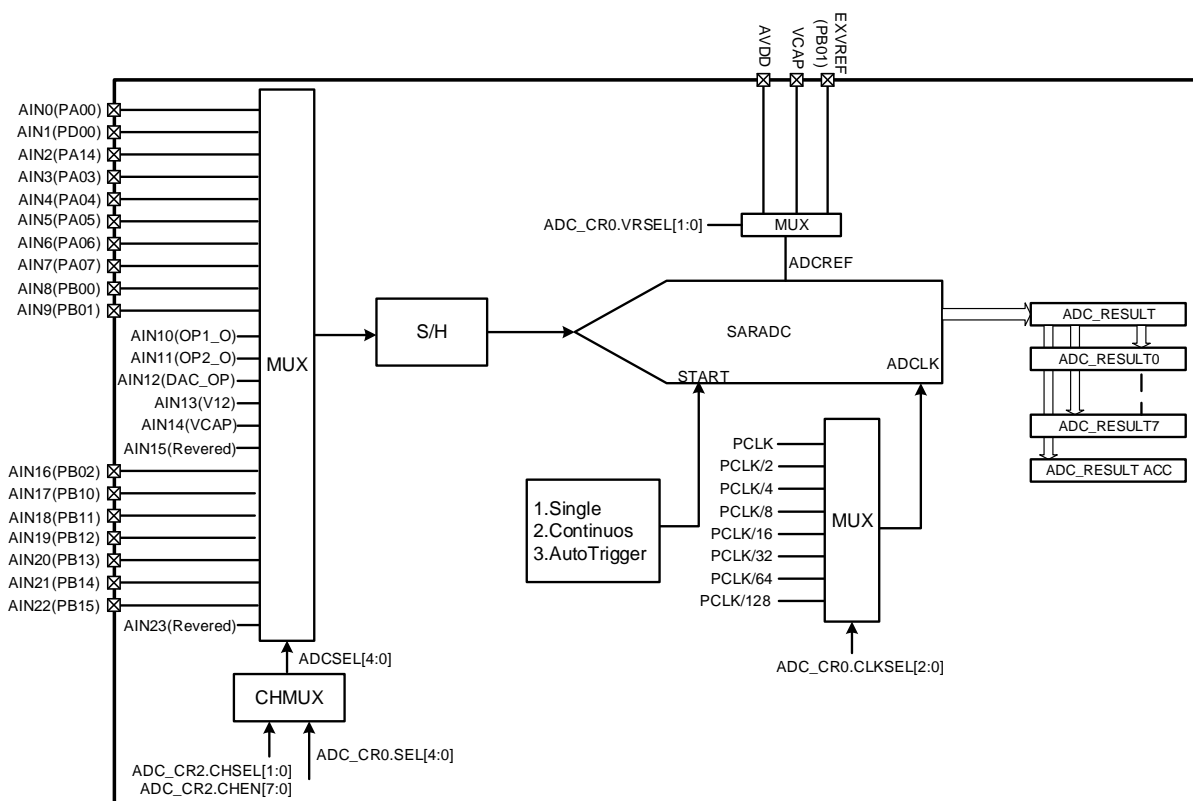 AVDD
VCAP
EXVREF
(PB01)
AIN0(PA00)
AIN1(PD00)
AIN2(PA14)
AIN3(PA03)
AIN4(PA04)
AIN5(PA05)
AIN6(PA06)
AIN7(PA07)
AIN8(PB00)
AIN9(PB01)
AIN10(OP1_O)
AIN11(OP2_O)
AIN12(DAC_OP)
AIN13(V12)
AIN14(VCAP)
AIN15(Revered)
AIN16(PB02)
AIN17(PB10)
AIN18(PB11)
AIN19(PB12)
AIN20(PB13)
AIN21(PB14)
AIN22(PB15)
AIN23(Revered)
MUX
ADCSEL[4:0]
CHMUX
ADC_CR2.CHSEL[1:0]
ADC_CR2.CHEN[7:0]
ADC_CR0.SEL[4:0]
S/H
ADC_CR0.VRSEL[1:0]
MUX
ADCREF
SARADC
START
ADCLK
1.Single
2.Continuos
3.AutoTrigger
PCLK
PCLK/2
PCLK/4
PCLK/8
PCLK/16
PCLK/32
PCLK/64
PCLK/128
MUX
ADC_CR0.CLKSEL[2:0]
ADC_RESULT
ADC_RESULT0
ADC_RESULT7
ADC_RESULT ACC